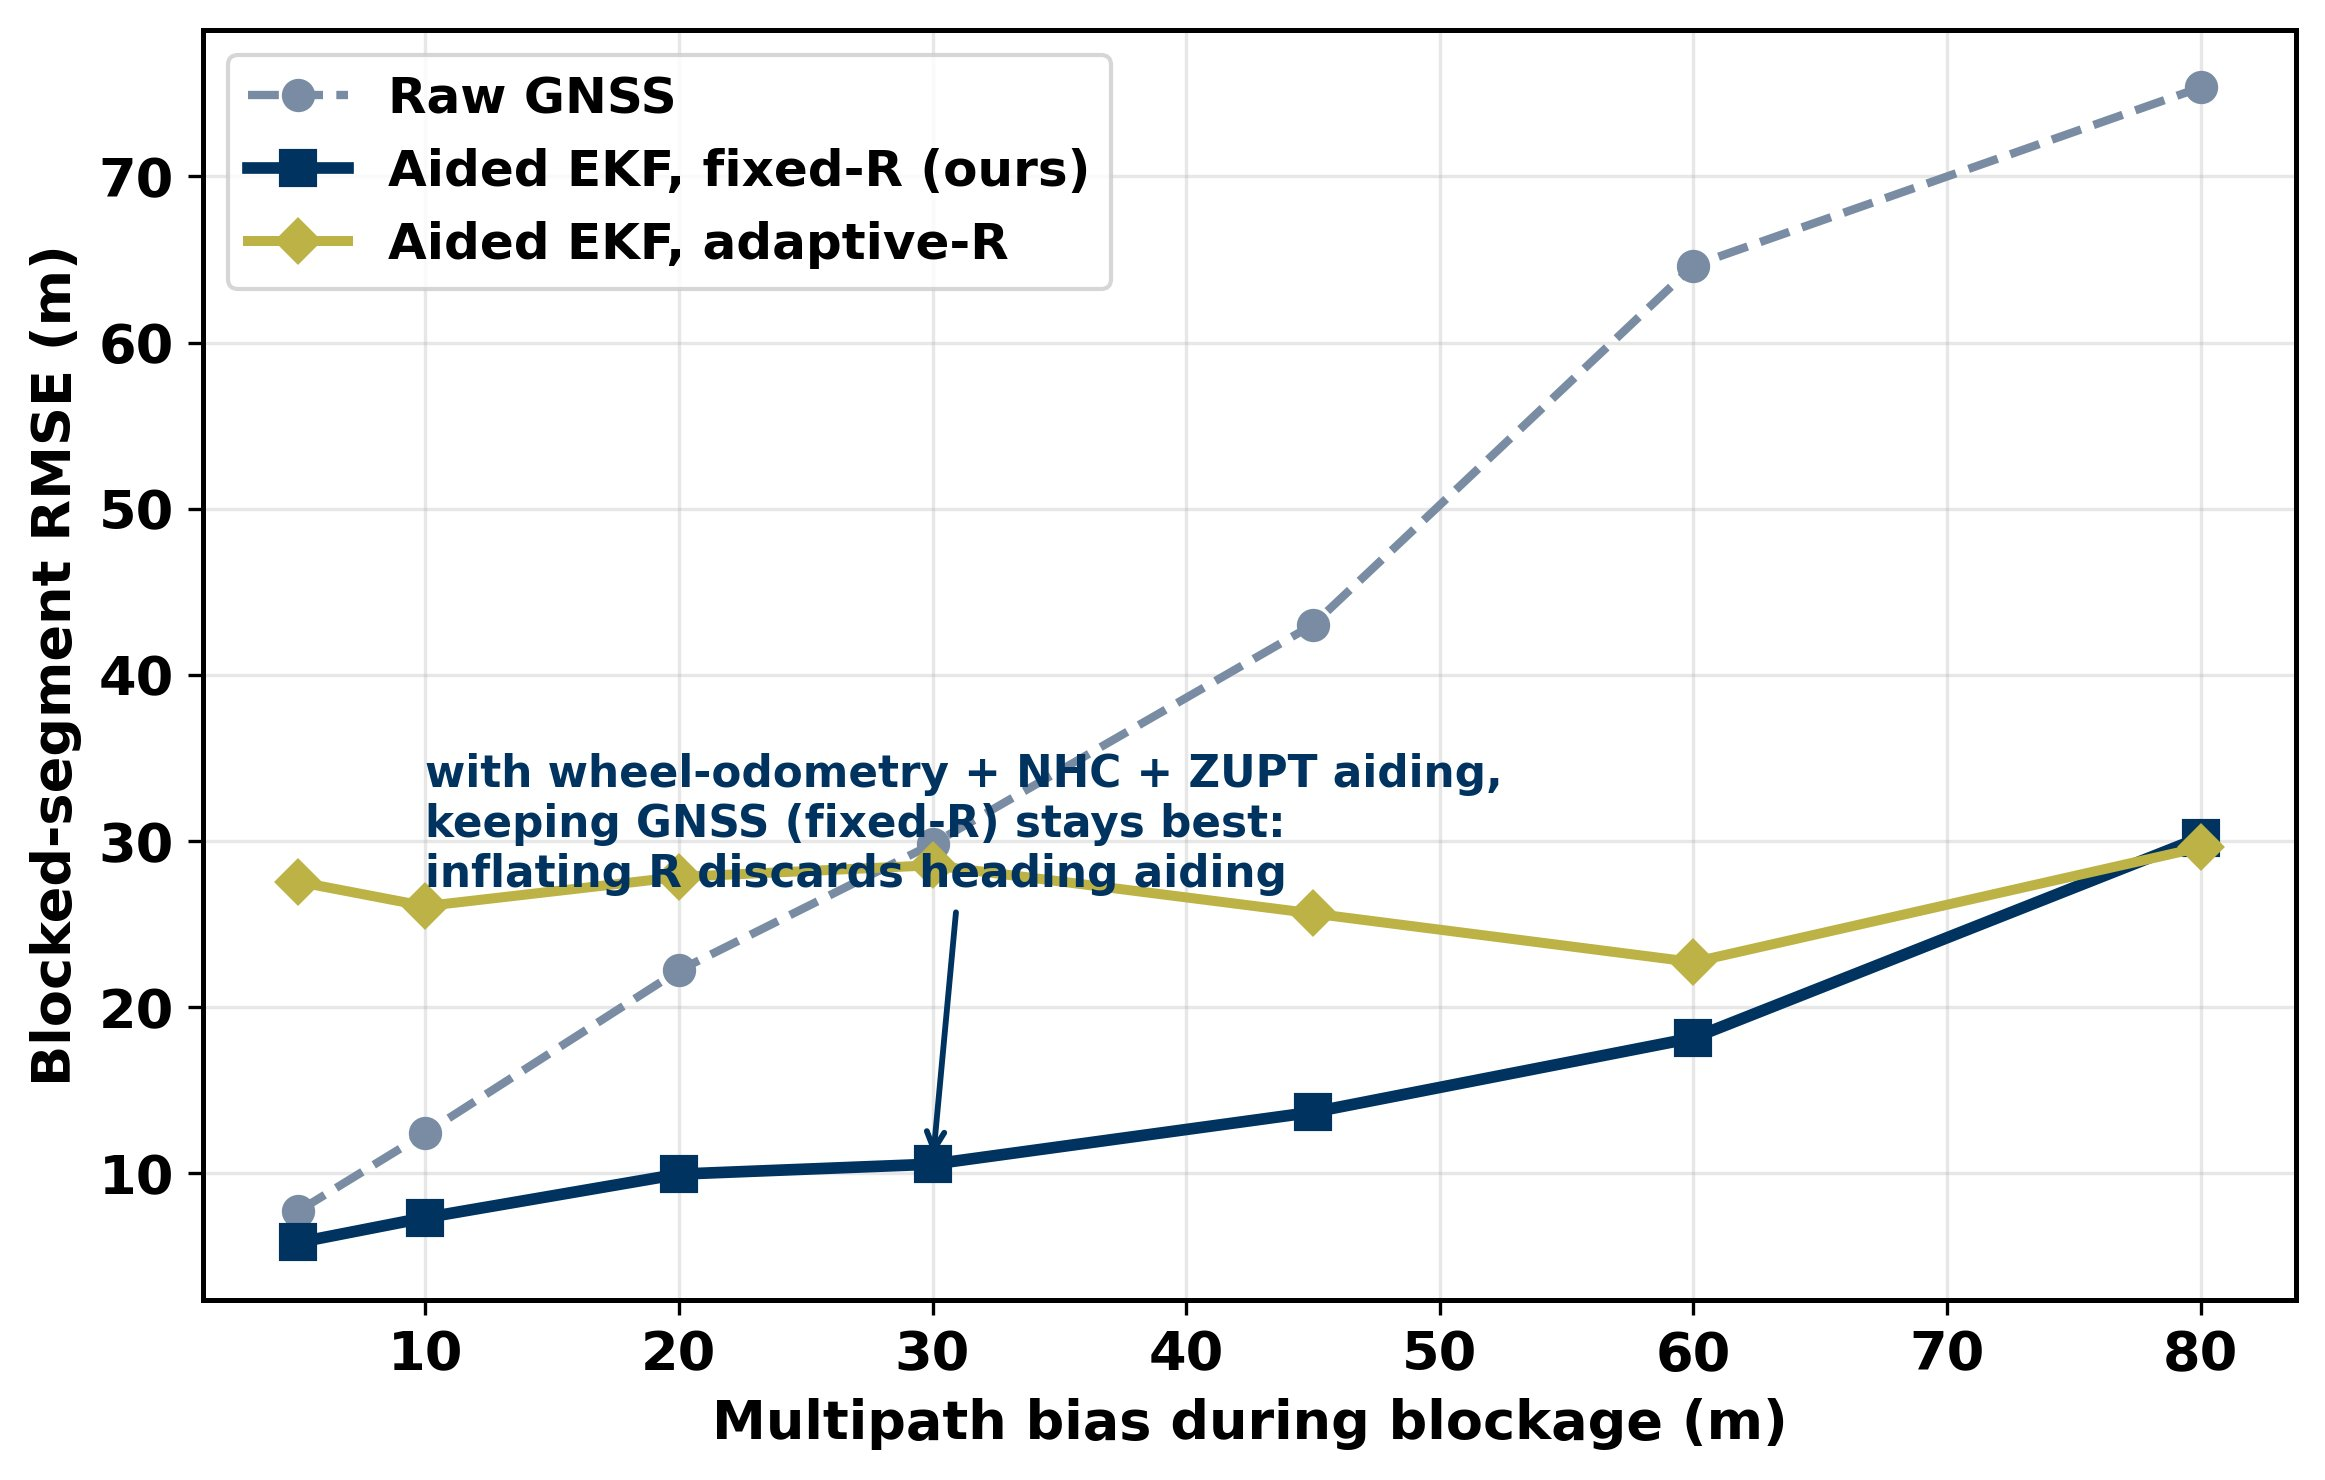 Raw GNSS
Aided EKF, fixed-R (ours)
Aided EKF, adaptive-R
Blocked-segment RMSE (m)
70
60
50
40
30
20
10
with wheel-odometry + NHC + ZUPT aiding,
keeping GNSS (fixed-R) stays best:
inflating R discards heading aiding
10 20 30 40 50 60 70 80
Multipath bias during blockage (m)